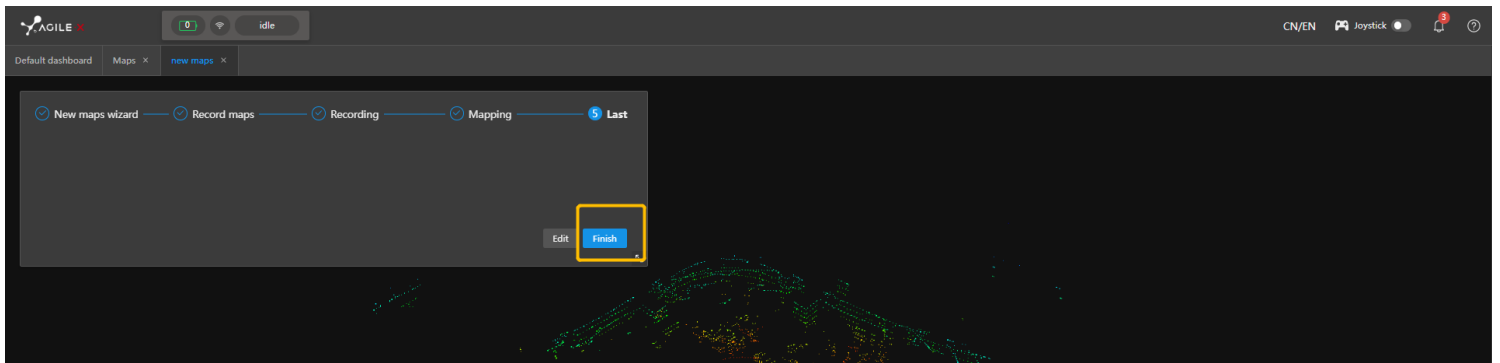 AGILE X
0
idle
CN/EN
Joystick
3
Default dashboard
Maps ×
new maps ×
New maps wizard
Record maps
Recording
Mapping
5 Last
Edit
Finish